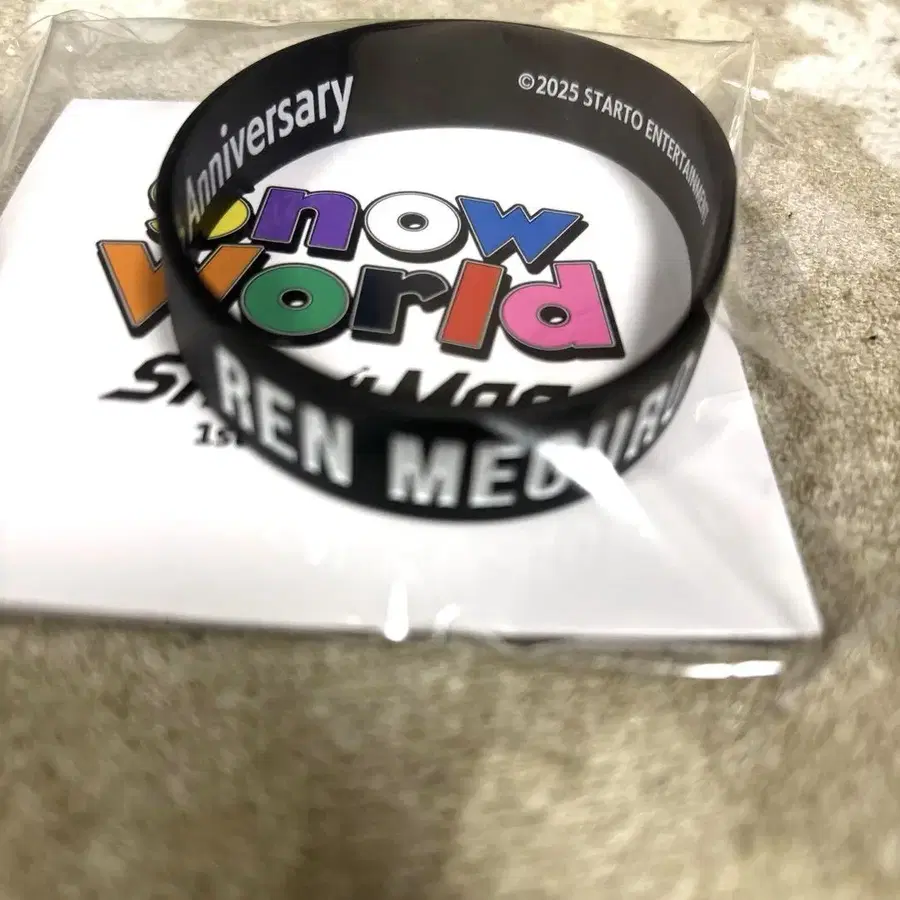 Anniversary
©2025 STARTO ENTERTAINMENT
Snow
World
REN MEGURO